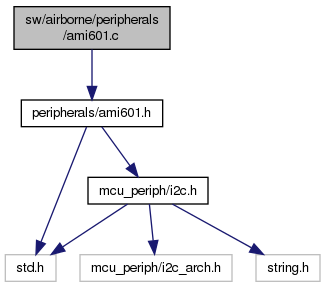 sw/airborne/peripherals
/ami601.c
peripherals/ami601.h
mcu_periph/i2c.h
std.h
mcu_periph/i2c_arch.h
string.h